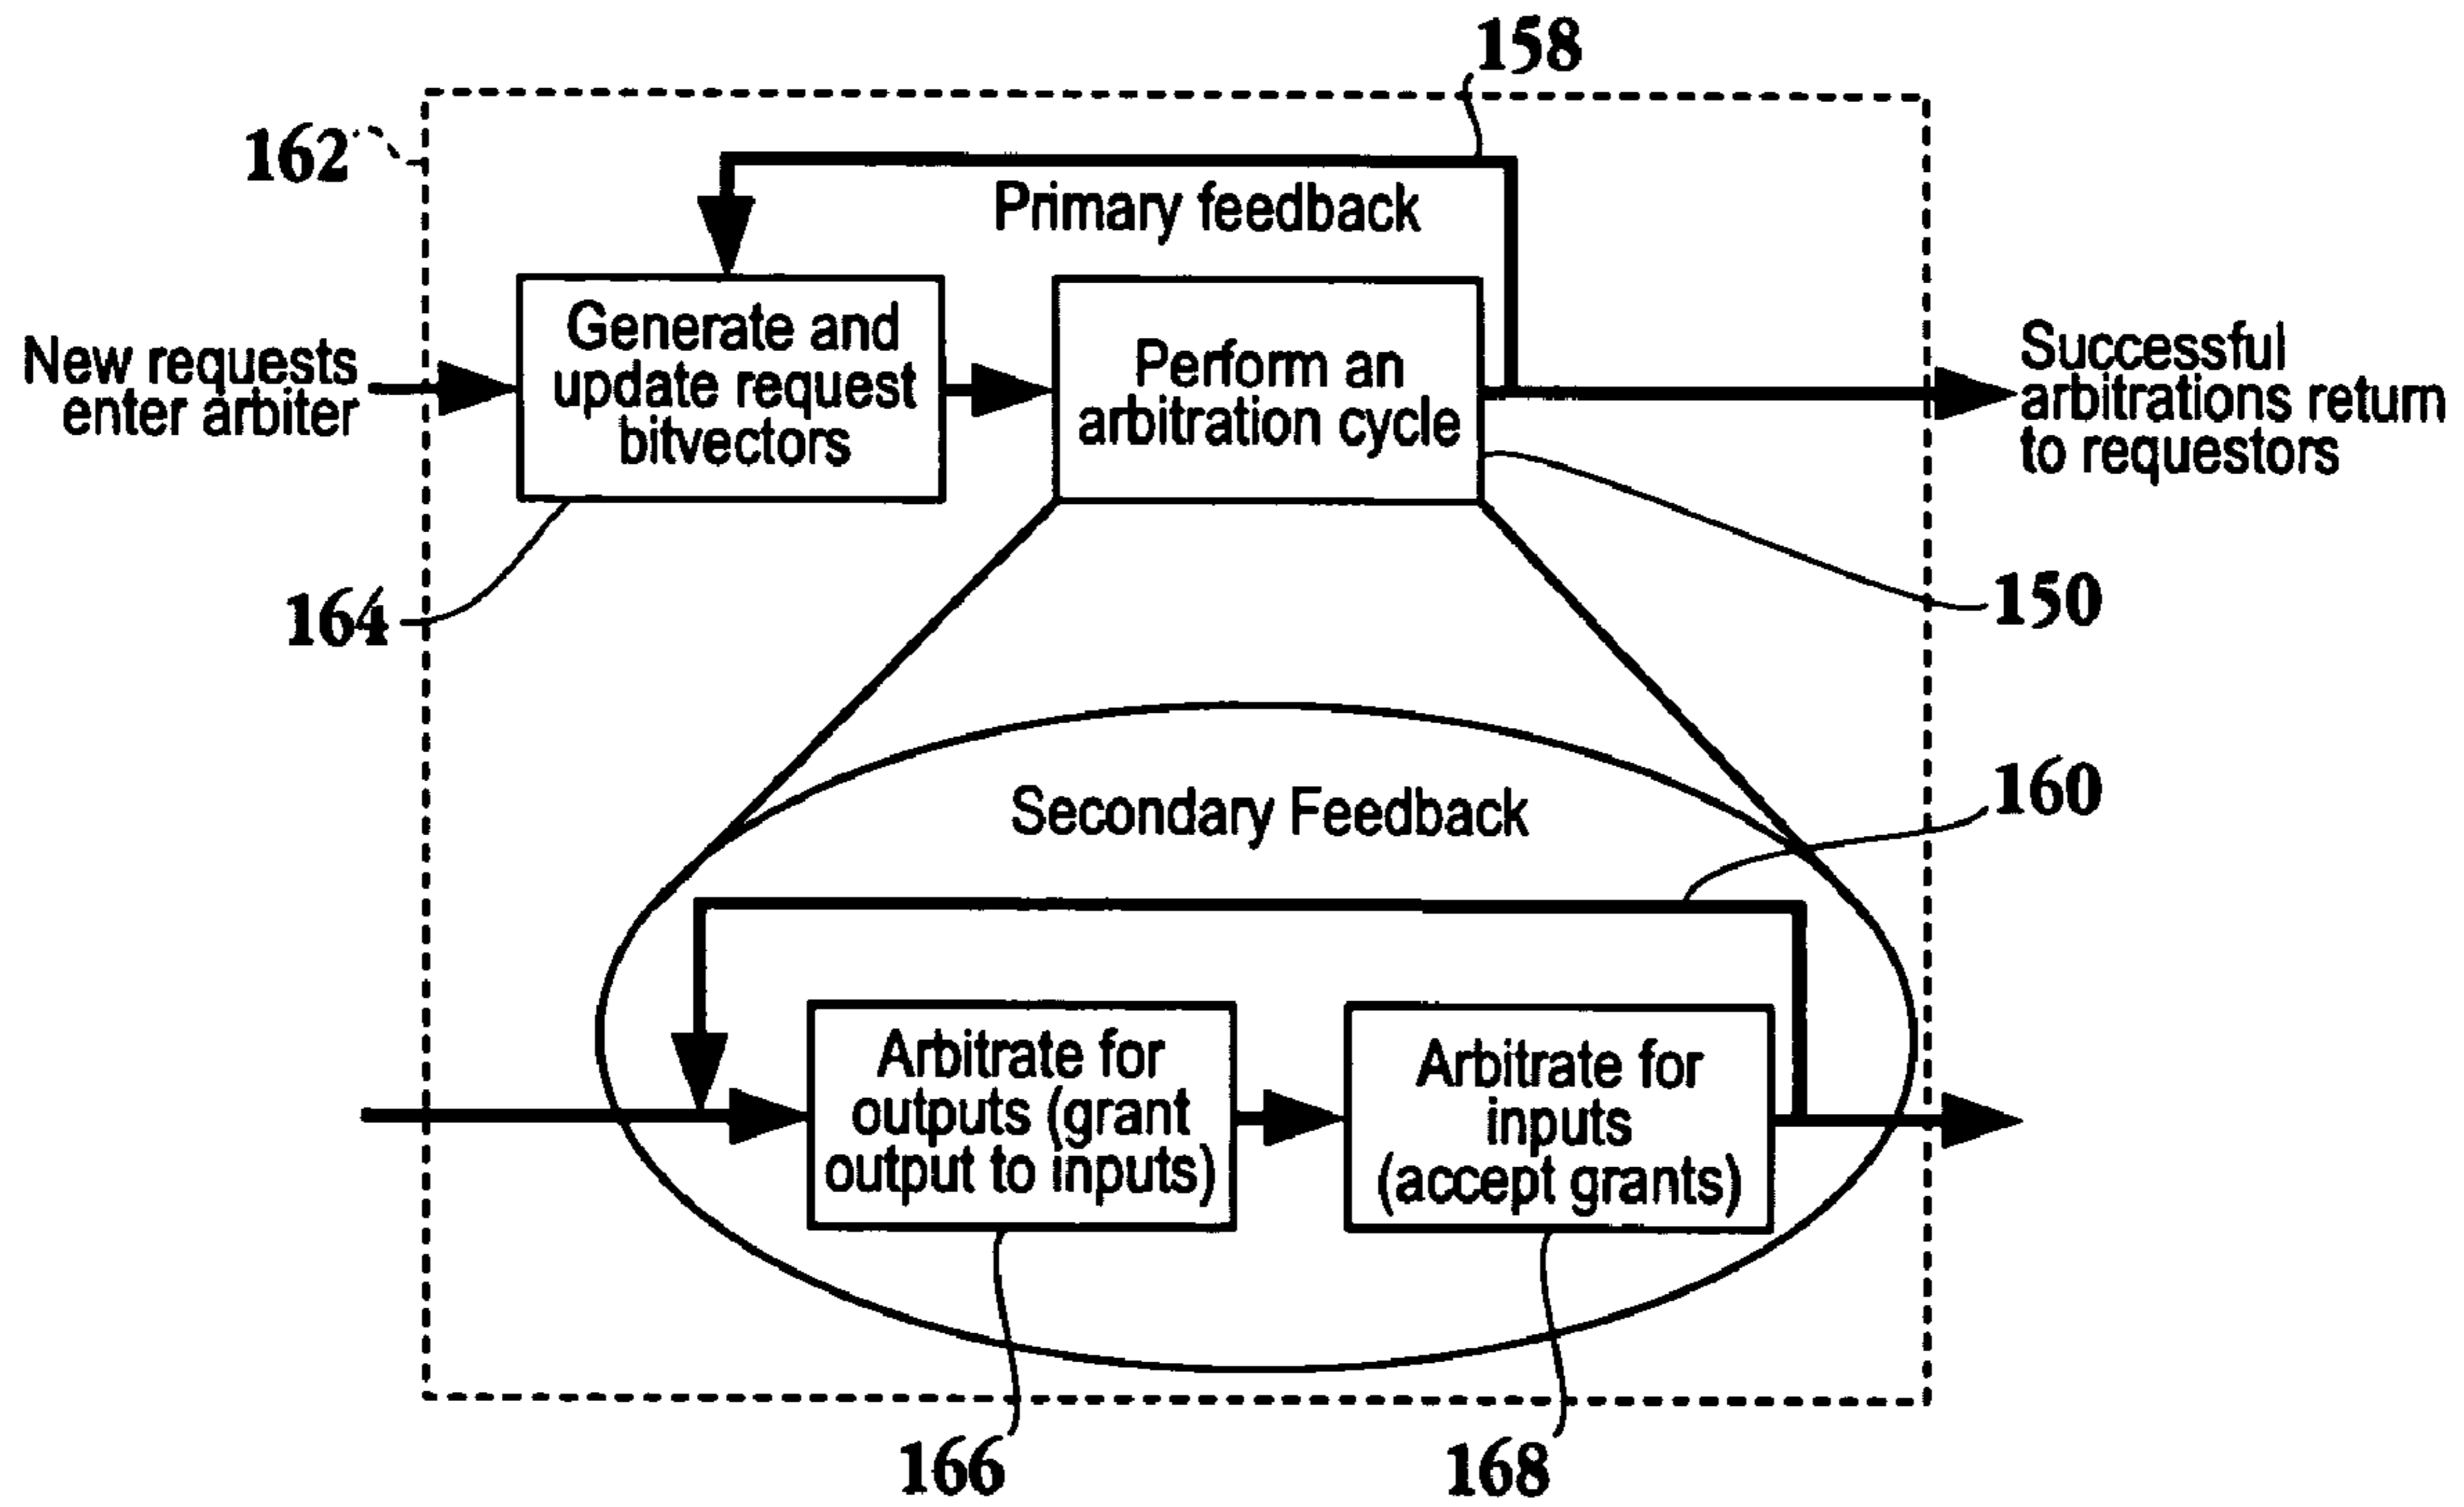 158
162
Primary feedback
New requests
enter arbiter
Generate and
update request
bitvectors
Perform an
arbitration cycle
Successful
arbitrations return
to requestors
164
150
Secondary Feedback
160
Arbitrate for
outputs (grant
output to inputs)
Arbitrate for
inputs
(accept grants)
166
168